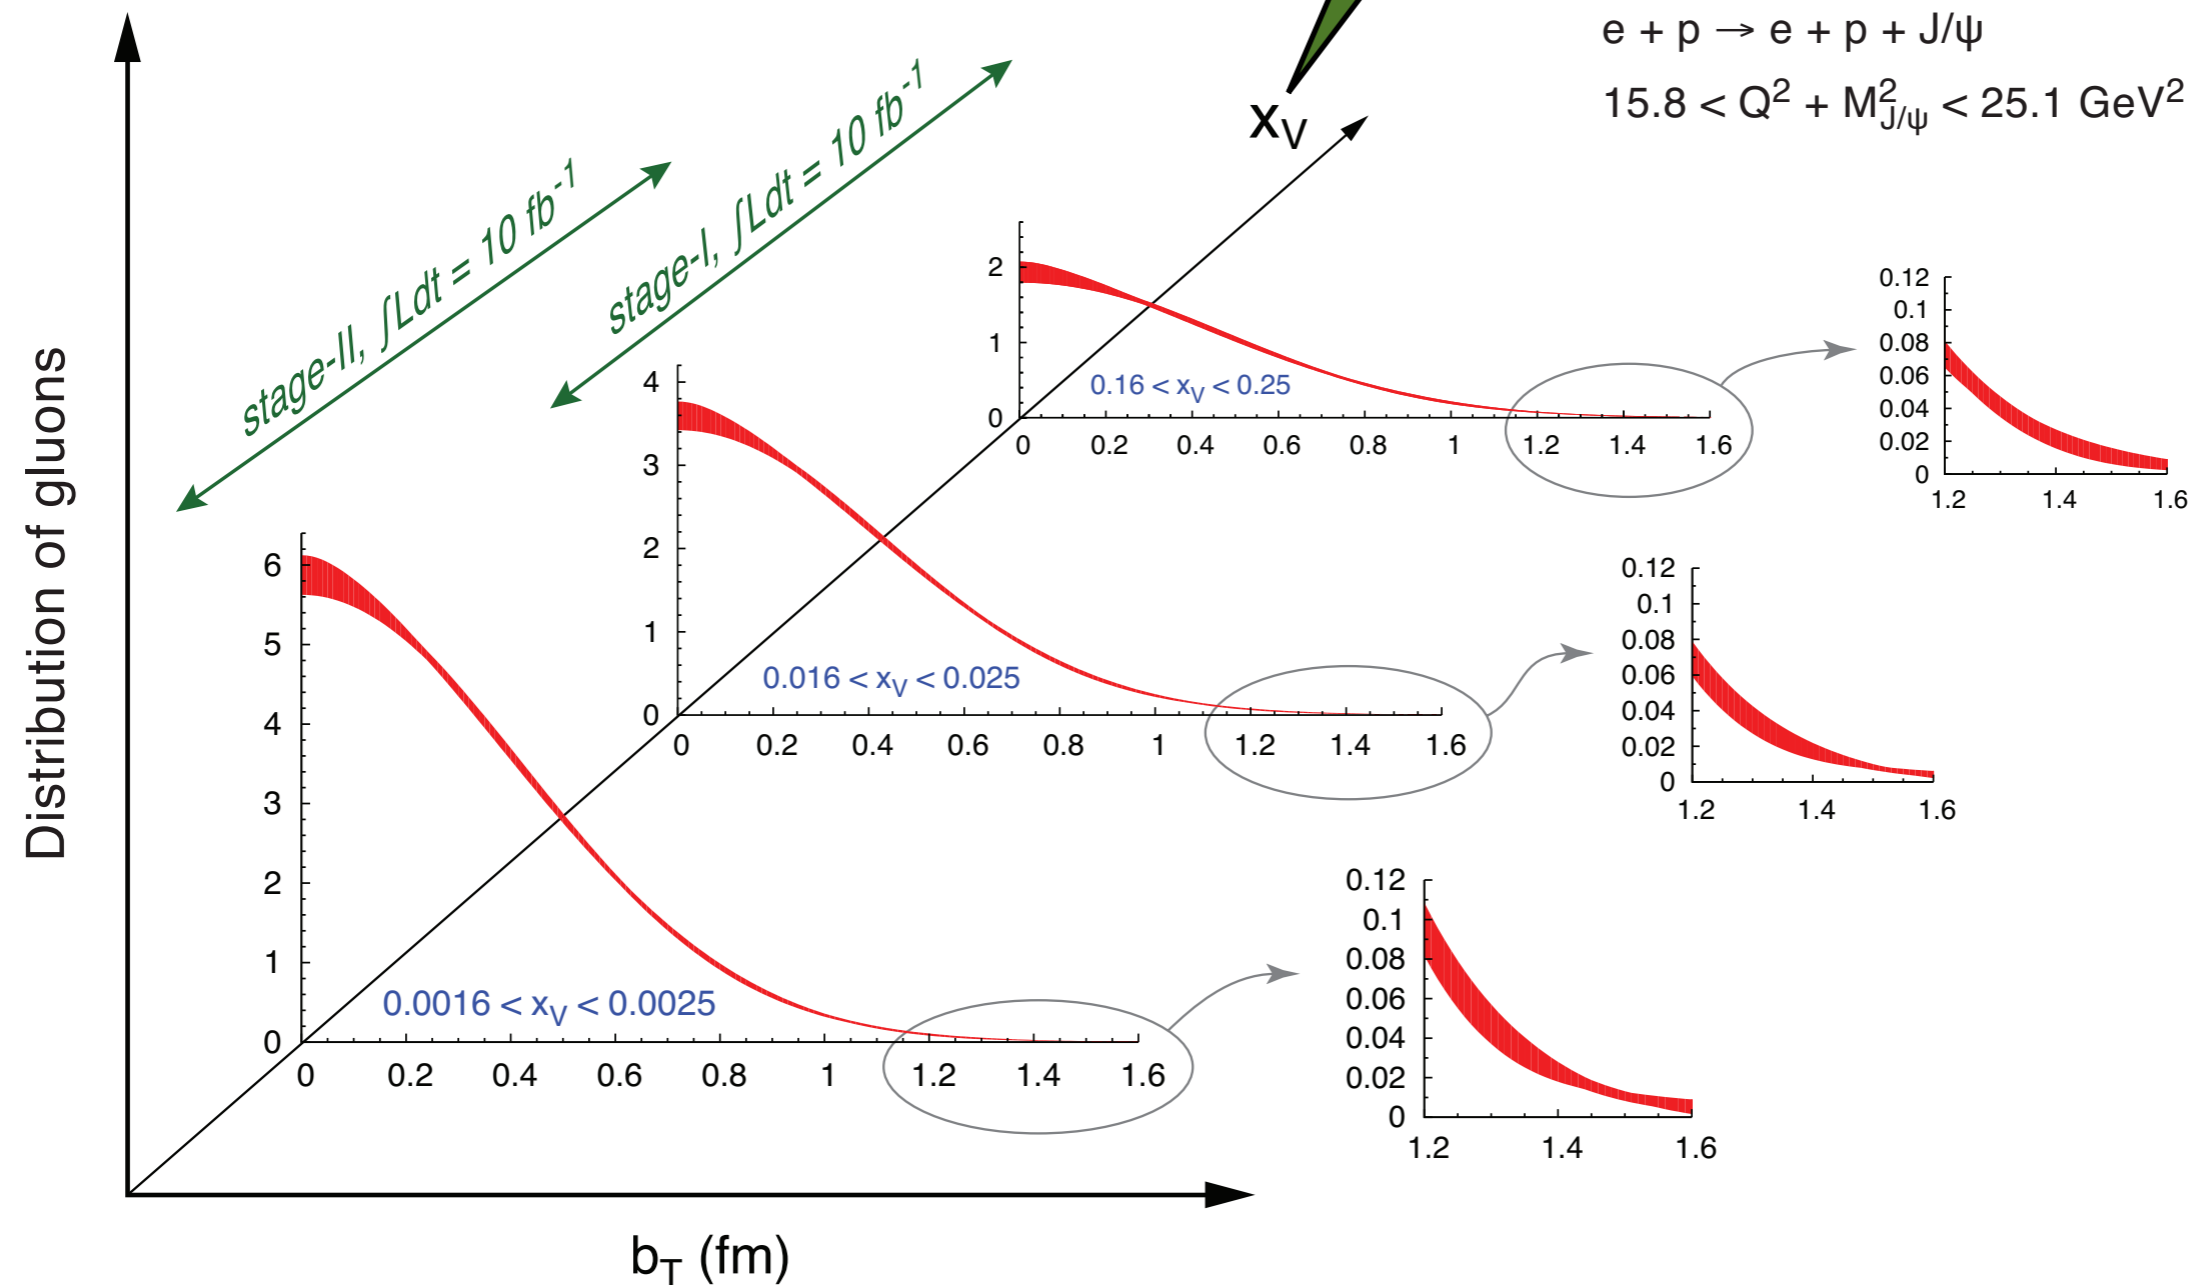 e + p → e + p + J/ψ
15.8 < Q² + M²_J/ψ < 25.1 GeV²
x_V
stage-II, ∫Ldt = 10 fb⁻¹
stage-I, ∫Ldt = 10 fb⁻¹
Distribution of gluons
2
1
0
0.16 < x_V < 0.25
0 0.2 0.4 0.6 0.8 1 1.2 1.4 1.6
0.12
0.1
0.08
0.06
0.04
0.02
0
1.2 1.4 1.6
4
3
2
1
0
0.016 < x_V < 0.025
0 0.2 0.4 0.6 0.8 1 1.2 1.4 1.6
0.12
0.1
0.08
0.06
0.04
0.02
0
1.2 1.4 1.6
6
5
4
3
2
1
0
0.0016 < x_V < 0.0025
0 0.2 0.4 0.6 0.8 1 1.2 1.4 1.6
0.12
0.1
0.08
0.06
0.04
0.02
0
1.2 1.4 1.6
b_T (fm)